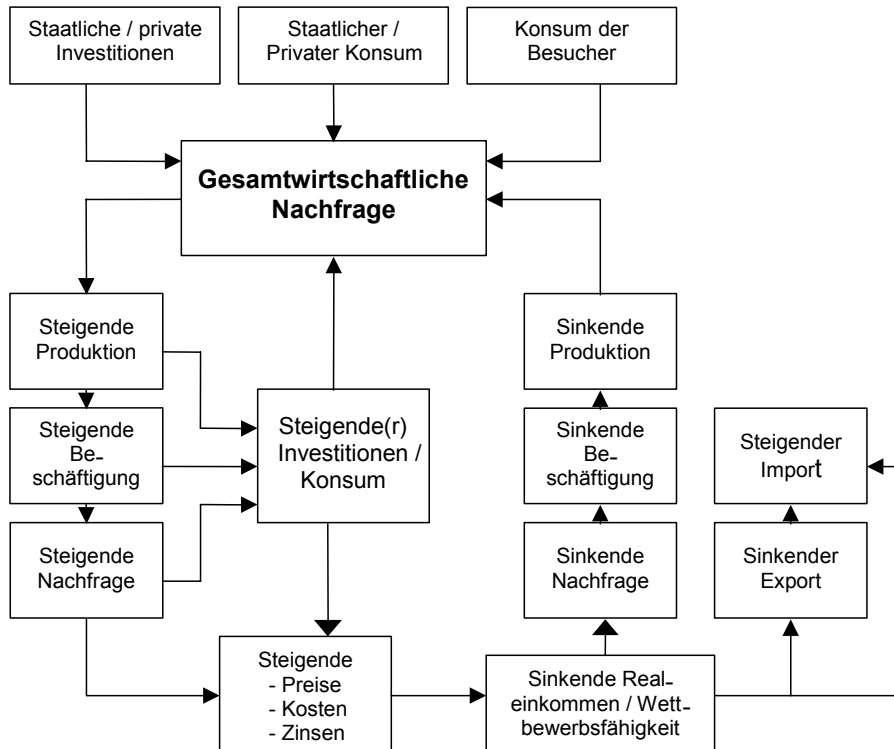 Staatliche / private
Investitionen
Staatlicher /
Privater Konsum
Konsum der
Besucher
Gesamtwirtschaftliche
Nachfrage
Steigende
Produktion
Steigende
Be-
schäftigung
Steigende
Nachfrage
Steigende(r)
Investitionen /
Konsum
Sinkende
Produktion
Sinkende
Be-
schäftigung
Sinkende
Nachfrage
Steigender
Import
Sinkender
Export
Steigende
- Preise
- Kosten
- Zinsen
Sinkende Real-
einkommen / Wett-
bewerbsfähigkeit